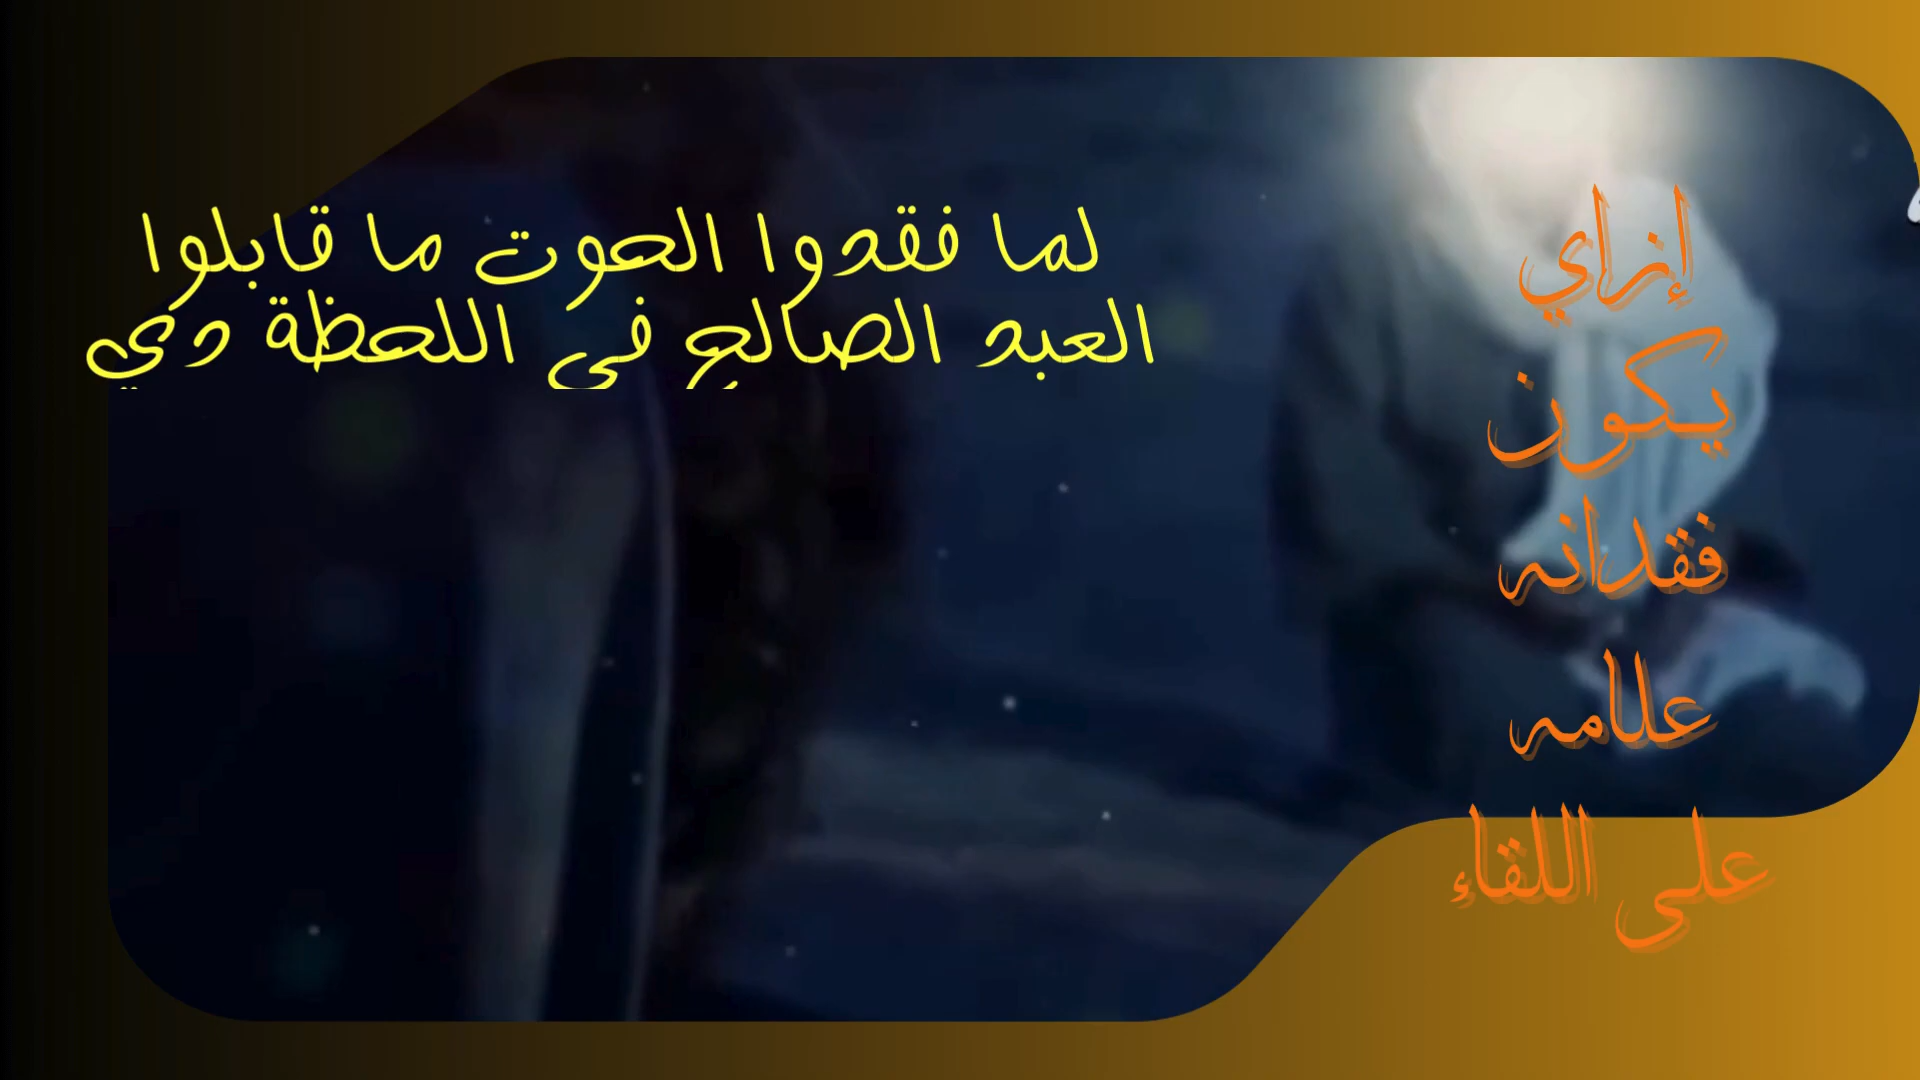 لما فقدوا الحوت ما قابلوا
العبد الصالح في اللحظة دي
إزاي
يكون
فقدانه
علامه
على اللقاء